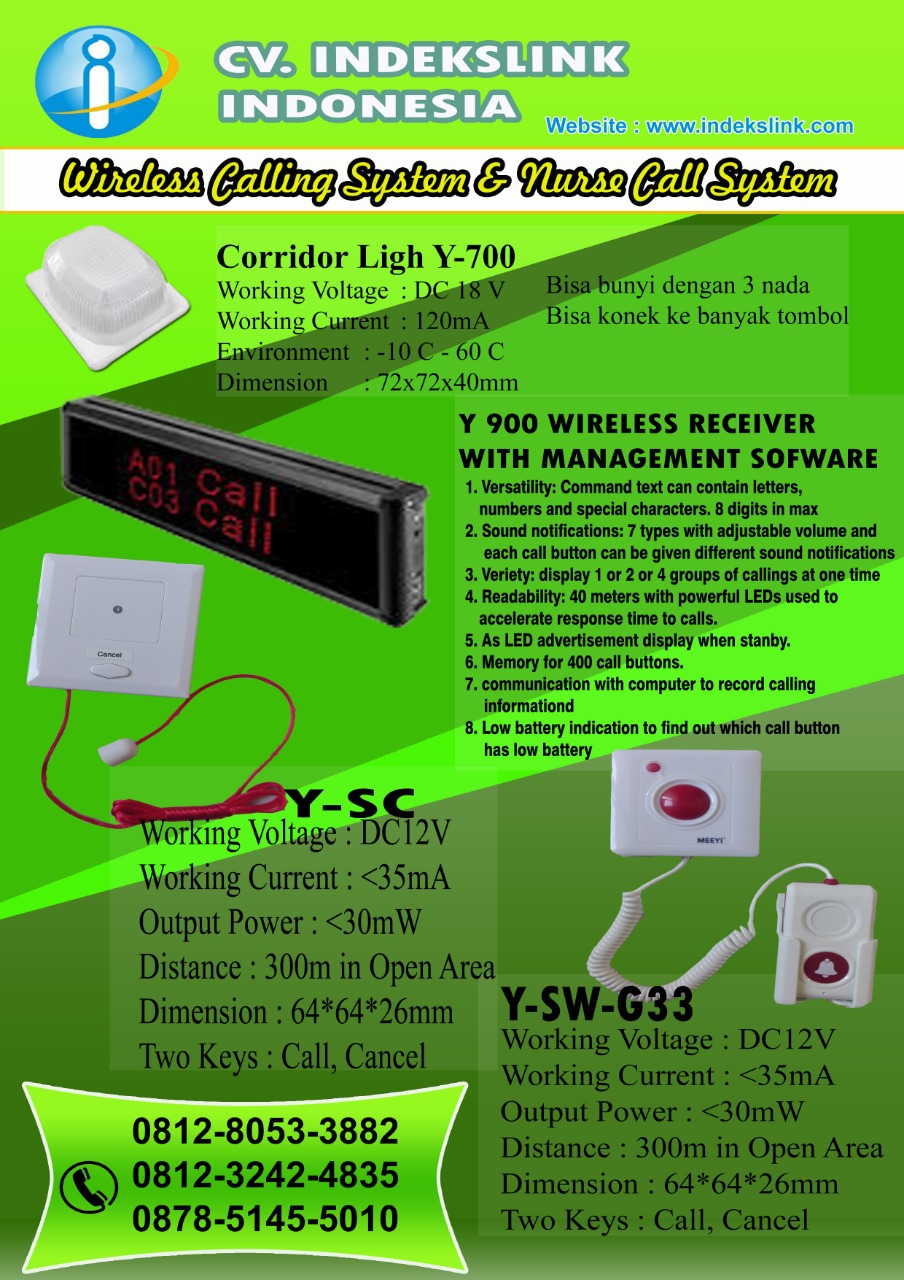 CV. INDEKSLINK
INDONESIA
Website : www.indekslink.com
Wireless Calling System & Nurse Call System
Corridor Ligh Y-700
Working Voltage : DC 18 V
Working Current : 120mA
Environment : -10 C - 60 C
Dimension : 72x72x40mm
Bisa bunyi dengan 3 nada
Bisa konek ke banyak tombol
A01 Call
C03 Call
Y 900 WIRELESS RECEIVER
WITH MANAGEMENT SOFWARE
1. Versatility: Command text can contain letters,
numbers and special characters. 8 digits in max
2. Sound notifications: 7 types with adjustable volume and
each call button can be given different sound notifications
3. Veriety: display 1 or 2 or 4 groups of callings at one time
4. Readability: 40 meters with powerful LEDs used to
accelerate response time to calls.
5. As LED advertisement display when stanby.
6. Memory for 400 call buttons.
7. communication with computer to record calling
informationd
8. Low battery indication to find out which call button
has low battery
Cancel
Y-SC
Working Voltage : DC12V
Working Current : <35mA
Output Power : <30mW
Distance : 300m in Open Area
Dimension : 64*64*26mm
Two Keys : Call, Cancel
MEEYI
Y-SW-G33
Working Voltage : DC12V
Working Current : <35mA
Output Power : <30mW
Distance : 300m in Open Area
Dimension : 64*64*26mm
Two Keys : Call, Cancel
0812-8053-3882
0812-3242-4835
0878-5145-5010